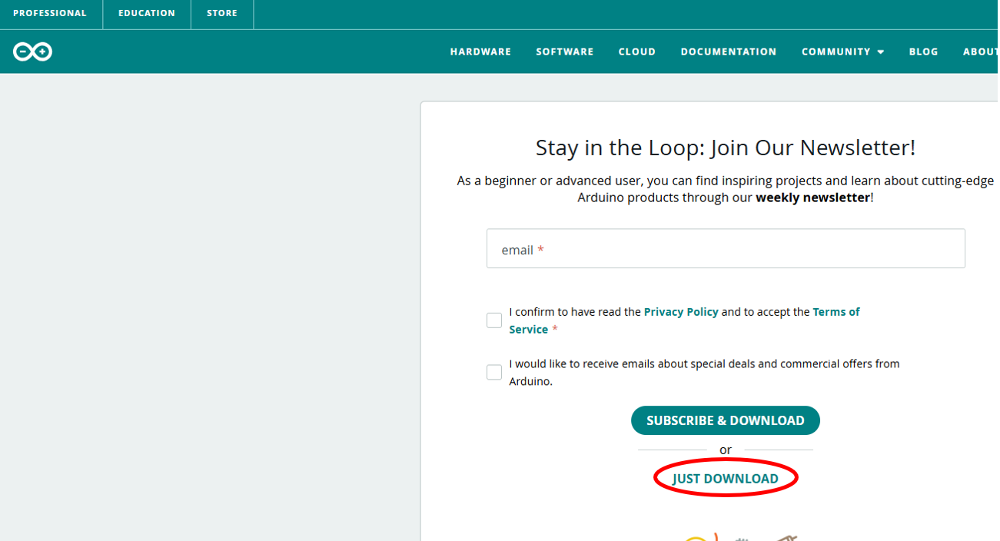 PROFESSIONAL EDUCATION STORE
HARDWARE SOFTWARE CLOUD DOCUMENTATION COMMUNITY BLOG ABOUT
Stay in the Loop: Join Our Newsletter!
As a beginner or advanced user, you can find inspiring projects and learn about cutting-edge
Arduino products through our weekly newsletter!
email *
I confirm to have read the Privacy Policy and to accept the Terms of
Service *
I would like to receive emails about special deals and commercial offers from
Arduino.
SUBSCRIBE & DOWNLOAD
or
JUST DOWNLOAD